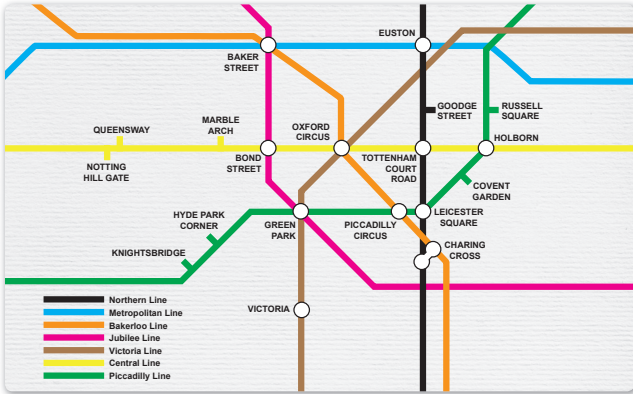 EUSTON
BAKER
STREET
GOODGE
STREET
RUSSELL
SQUARE
QUEENSWAY
MARBLE
ARCH
OXFORD
CIRCUS
HOLBORN
NOTTING
HILL GATE
BOND
STREET
TOTTENHAM
COURT
ROAD
COVENT
GARDEN
HYDE PARK
CORNER
GREEN
PARK
PICCADILLY
CIRCUS
LEICESTER
SQUARE
KNIGHTSBRIDGE
CHARING
CROSS
VICTORIA
Northern Line
Metropolitan Line
Bakerloo Line
Jubilee Line
Victoria Line
Central Line
Piccadilly Line